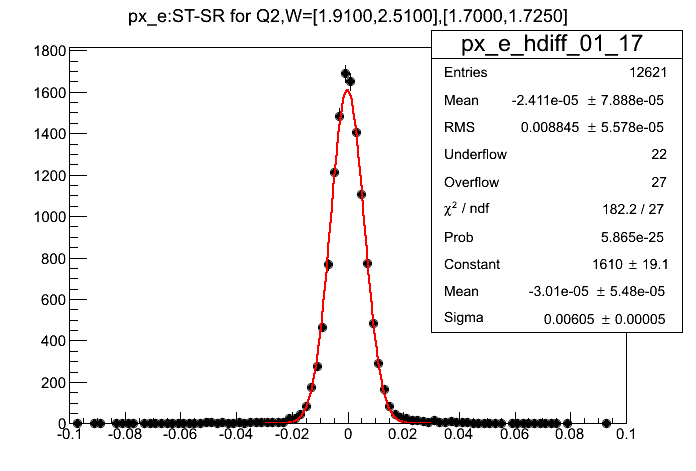 px_e:ST-SR for Q2,W=[1.9100,2.5100],[1.7000,1.7250]
px_e_hdiff_01_17
Entries 12621
Mean -2.411e-05 ± 7.888e-05
RMS 0.008845 ± 5.578e-05
Underflow 22
Overflow 27
χ² / ndf 182.2 / 27
Prob 5.865e-25
Constant 1610 ± 19.1
Mean -3.01e-05 ± 5.48e-05
Sigma 0.00605 ± 0.00005
1800
1600
1400
1200
1000
800
600
400
200
0
-0.1 -0.08 -0.06 -0.04 -0.02 0 0.02 0.04 0.06 0.08 0.1